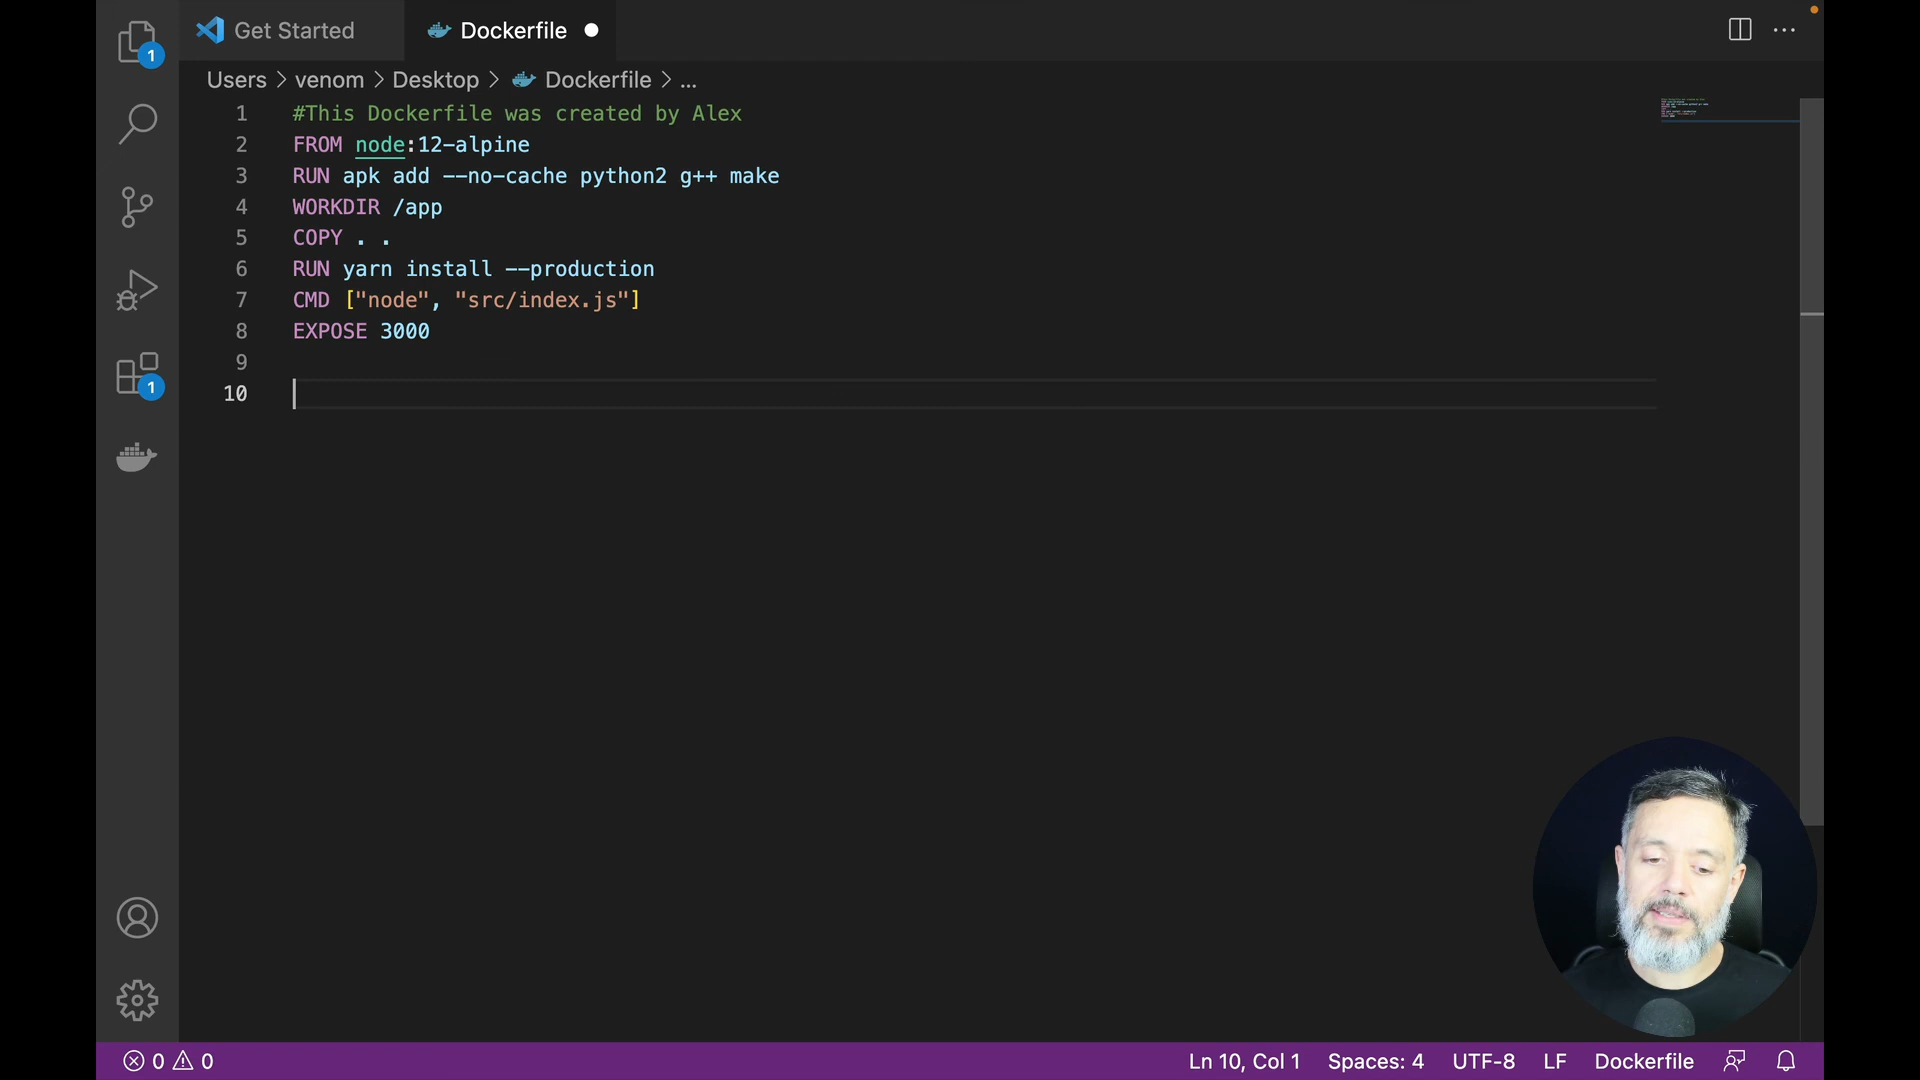 1
Get Started
Dockerfile
Users > venom > Desktop > Dockerfile > ...
1 #This Dockerfile was created by Alex
2 FROM node:12-alpine
3 RUN apk add --no-cache python2 g++ make
4 WORKDIR /app
5 COPY . .
6 RUN yarn install --production
7 CMD ["node", "src/index.js"]
8 EXPOSE 3000
9
10
1
0 0 Ln 10, Col 1 Spaces: 4 UTF-8 LF Dockerfile